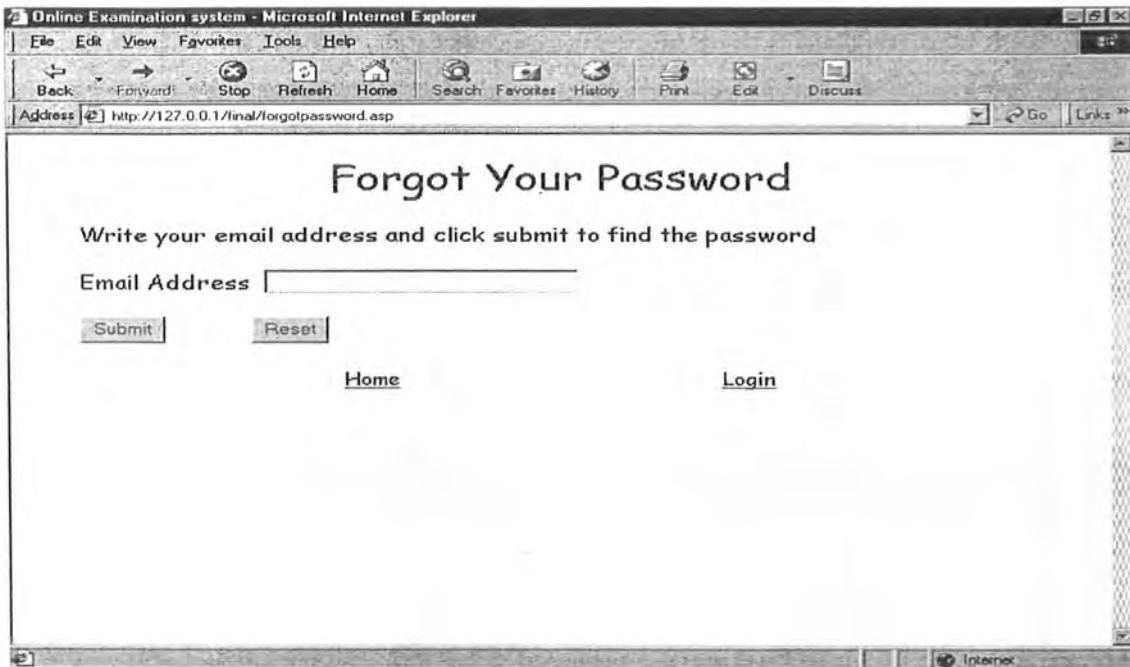 Online Examination system - Microsoft Internet Explorer
File Edit View Favorites Tools Help
Back Forward Stop Refresh Home Search Favorites History Print Edit Discuss
Address http://127.0.0.1/final/forgotpassword.asp Go Links »
Forgot Your Password
Write your email address and click submit to find the password
Email Address
Submit Reset
Home Login
Internet